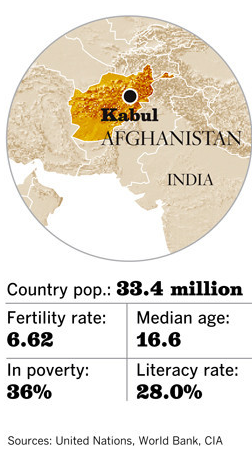 Kabul
AFGHANISTAN
INDIA
Country pop.: 33.4 million
Fertility rate:
6.62
Median age:
16.6
In poverty:
36%
Literacy rate:
28.0%
Sources: United Nations, World Bank, CIA